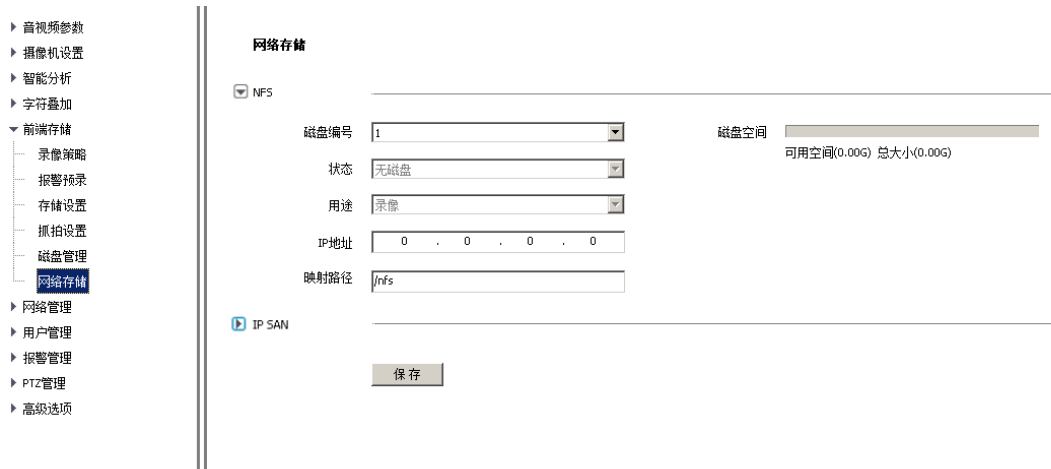 音视频参数
摄像机设置
智能分析
字符叠加
前端存储
录像策略
报警预录
存储设置
抓拍设置
磁盘管理
网络存储
网络管理
用户管理
报警管理
PTZ管理
高级选项
网络存储
NFS
磁盘编号 1
磁盘空间
可用空间(0.00G) 总大小(0.00G)
状态 无磁盘
用途 录像
IP地址 0 . 0 . 0 . 0
映射路径 /nfs
IP SAN
保存